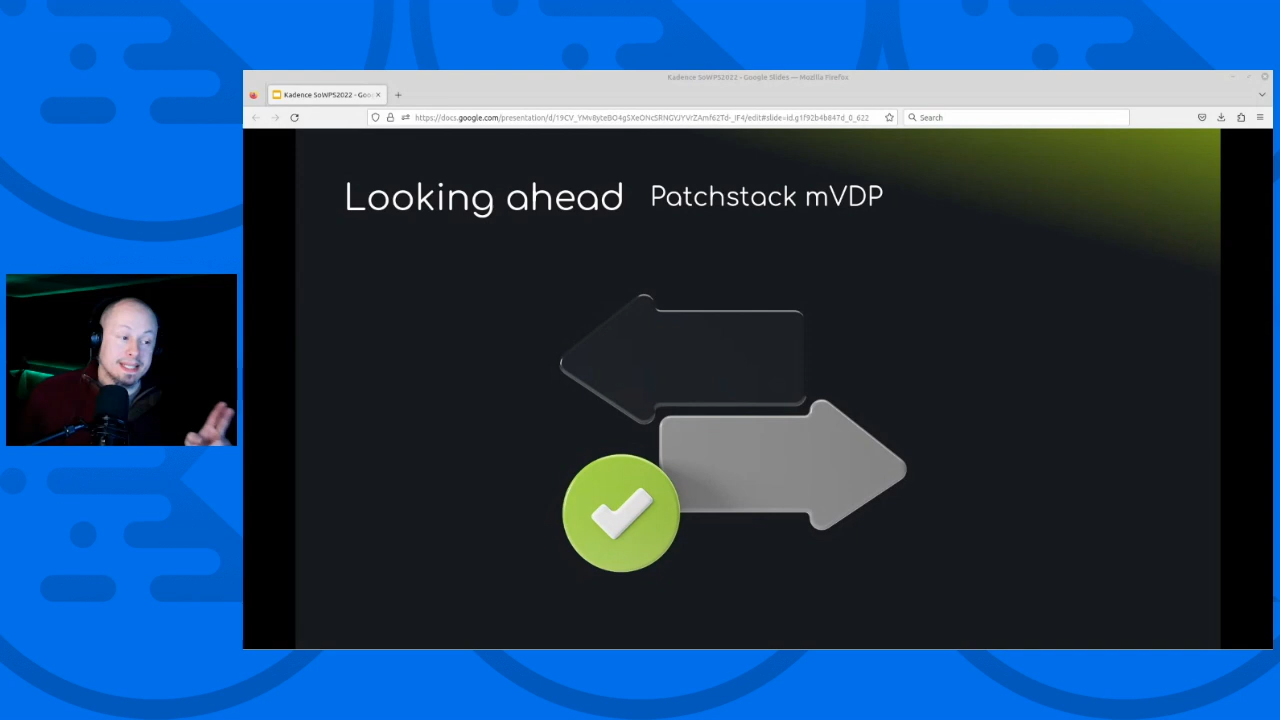 Kadence SoWPS2022 - Google Slides — Mozilla Firefox
Kadence SoWPS2022 - Goo
Search
Looking ahead Patchstack mVDP